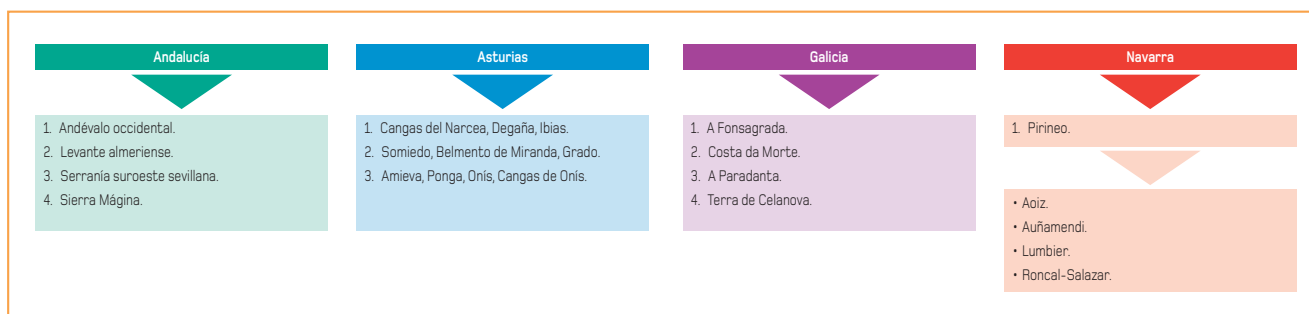 Andalucía
1. Andévalo occidental.
2. Levante almeriense.
3. Serranía suroeste sevillana.
4. Sierra Mágina.
Asturias
1. Cangas del Narcea, Degaña, Ibias.
2. Somiedo, Belmento de Miranda, Grado.
3. Amieva, Ponga, Onís, Cangas de Onís.
Galicia
1. A Fonsagrada.
2. Costa da Morte.
3. A Paradanta.
4. Terra de Celanova.
Navarra
1. Pirineo.
• Aoiz.
• Auñamendi.
• Lumbier.
• Roncal-Salazar.